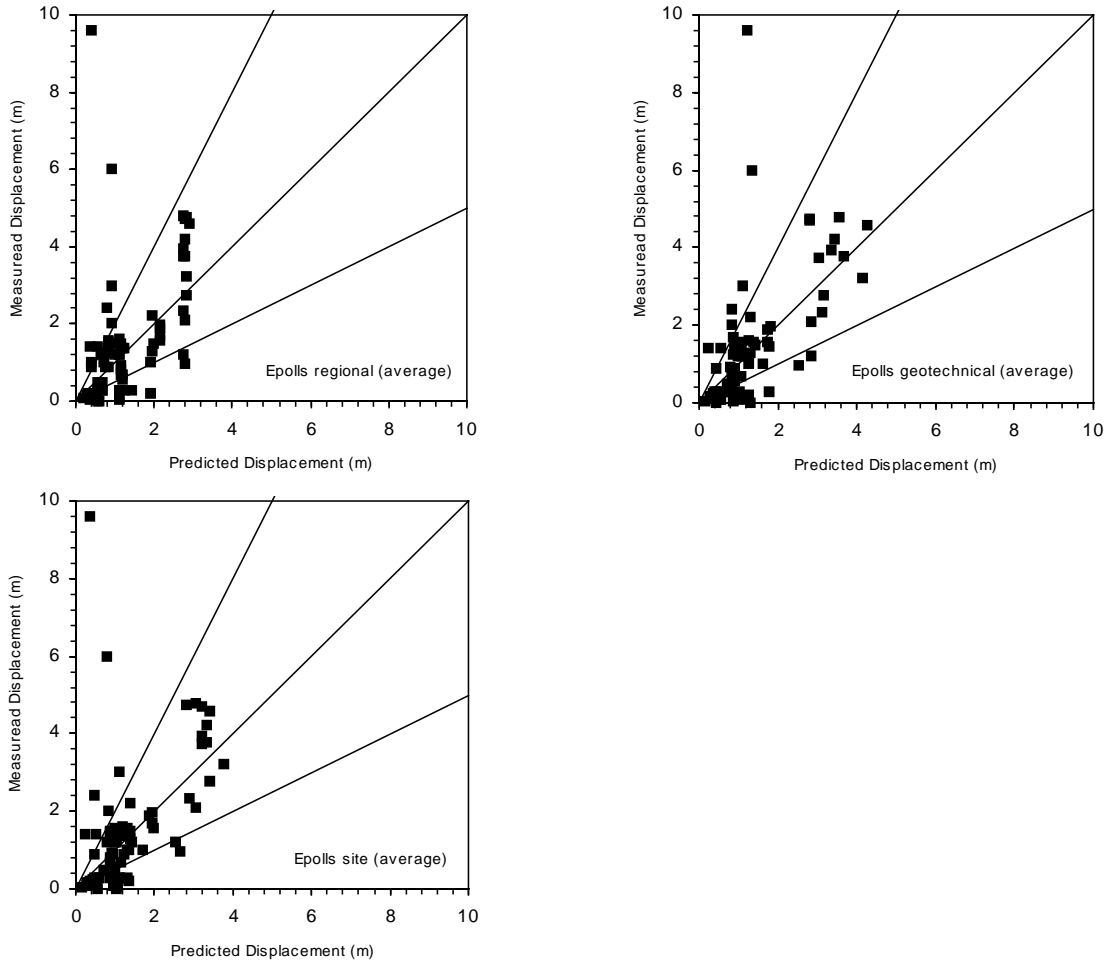 10
8
6
4
2
0
Measuread Displacement (m)
Epolls regional (average)
0 2 4 6 8 10
Predicted Displacement (m)
10
8
6
4
2
0
Measuread Displacement (m)
Epolls geotechnical (average)
0 2 4 6 8 10
Predicted Displacement (m)
10
8
6
4
2
0
Measuread Displacement (m)
Epolls site (average)
0 2 4 6 8 10
Predicted Displacement (m)